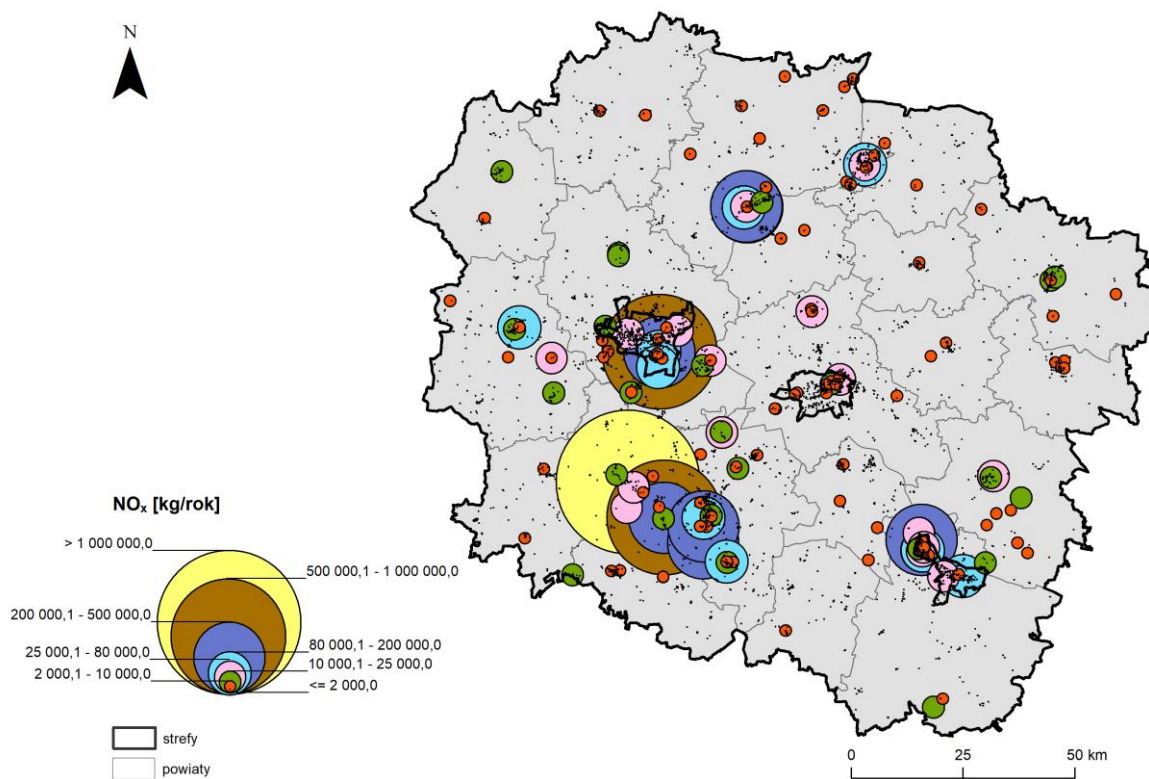 N
NOₓ [kg/rok]
> 1 000 000,0
500 000,1 - 1 000 000,0
200 000,1 - 500 000,0
80 000,1 - 200 000,0
25 000,1 - 80 000,0
10 000,1 - 25 000,0
2 000,1 - 10 000,0
<= 2 000,0
strefy
powiaty
0 25 50 km